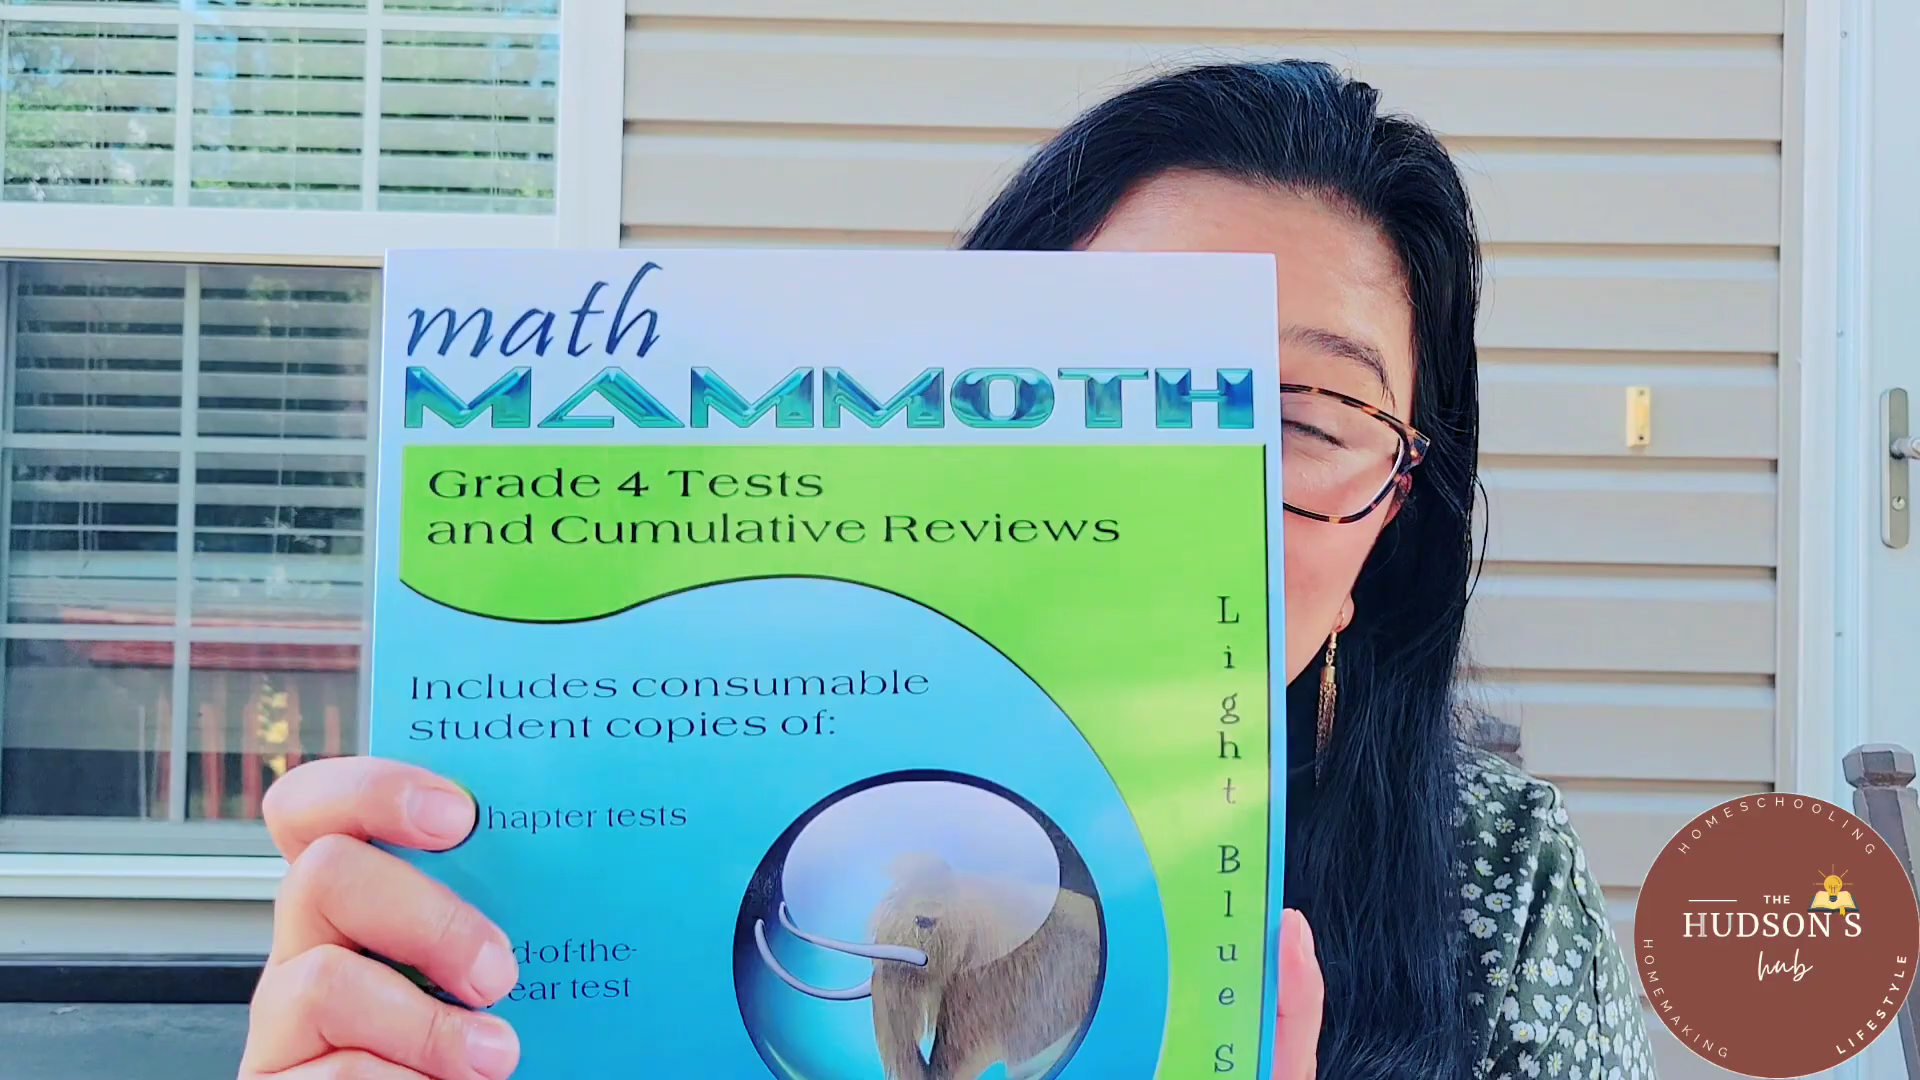 math
MAMMOTH
Grade 4 Tests
and Cumulative Reviews
Includes consumable
student copies of:
hapter tests
d-of-the-
ear test
Light Blue S
HOMESCHOOLING
THE
HUDSON'S
hub
HOMEMAKING
LIFESTYLE